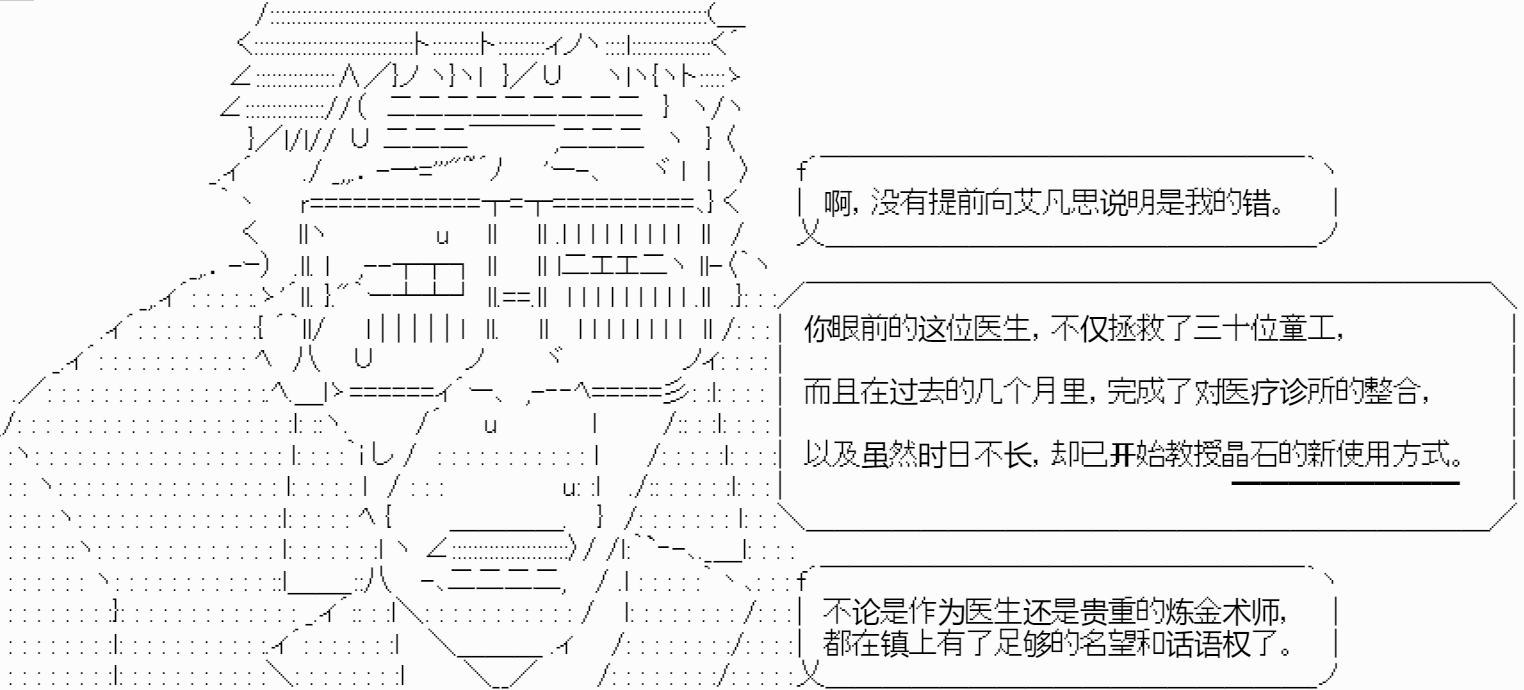 啊，没有提前向艾凡思说明是我的错。
你眼前的这位医生，不仅拯救了三十位童工，
而且在过去的几个月里，完成了对医疗诊所的整合，
以及虽然时日不长，却已开始教授晶石的新使用方式。
不论是作为医生还是贵重的炼金术师，
都在镇上有了足够的名望和话语权了。